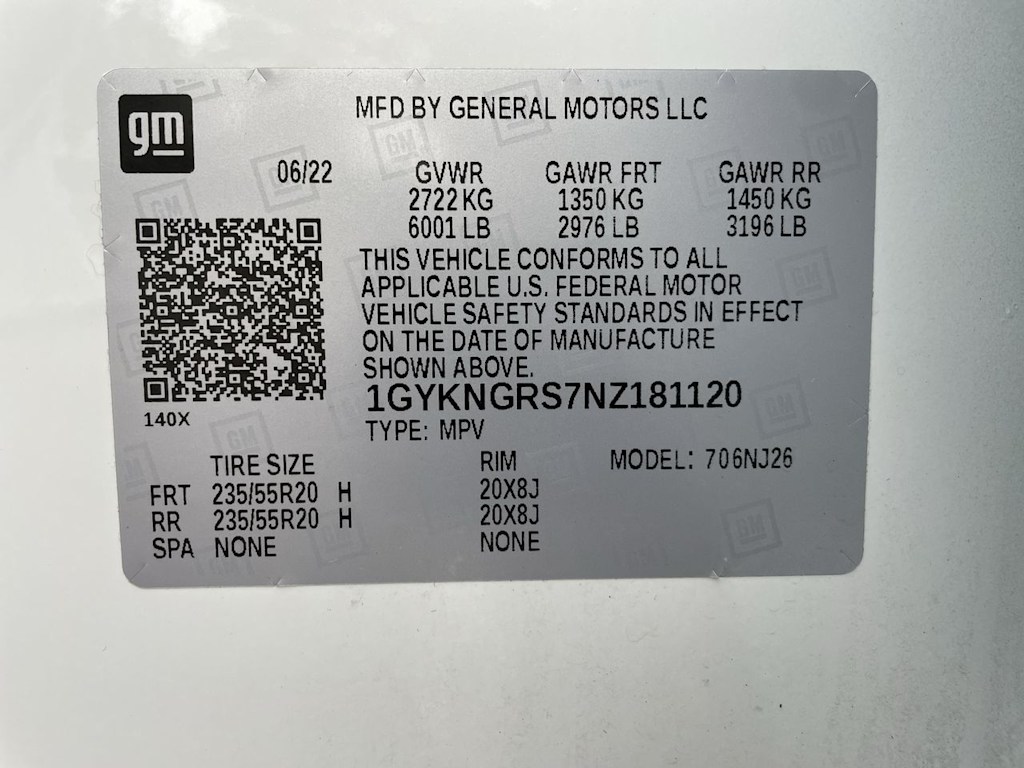 gm
MFD BY GENERAL MOTORS LLC
06/22 GVWR GAWR FRT GAWR RR
2722 KG 1350 KG 1450 KG
6001 LB 2976 LB 3196 LB
THIS VEHICLE CONFORMS TO ALL
APPLICABLE U.S. FEDERAL MOTOR
VEHICLE SAFETY STANDARDS IN EFFECT
ON THE DATE OF MANUFACTURE
SHOWN ABOVE.
1GYKNGRS7NZ181120
140X
TYPE: MPV
TIRE SIZE RIM MODEL: 706NJ26
FRT 235/55R20 H 20X8J
RR 235/55R20 H 20X8J
SPA NONE NONE